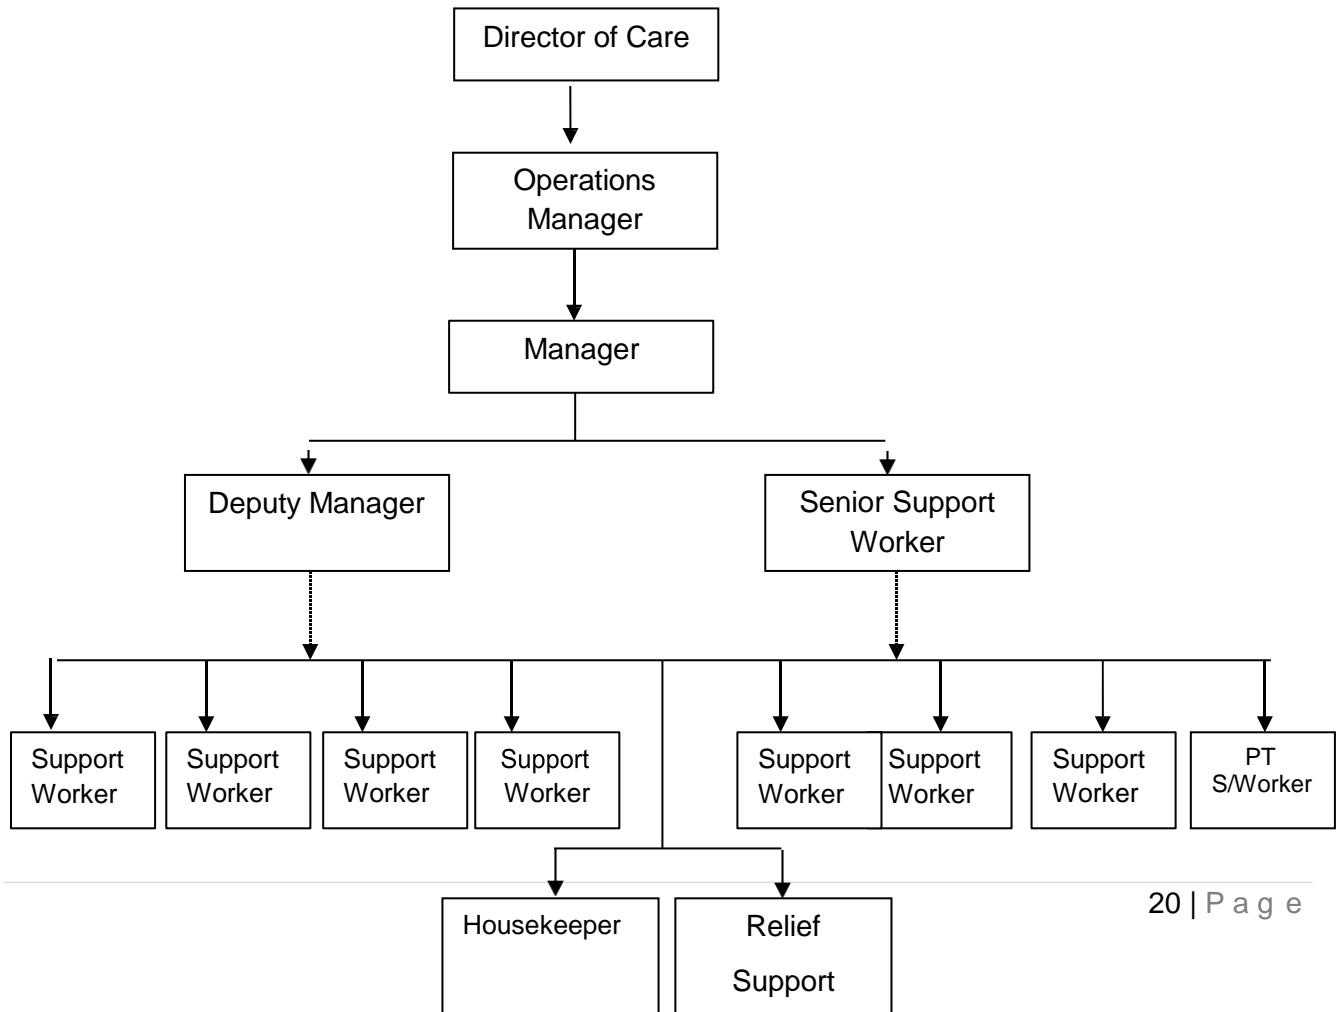 Director of Care
Operations
Manager
Manager
Deputy Manager
Senior Support
Worker
Support
Worker
Support
Worker
Support
Worker
Support
Worker
Support
Worker
Support
Worker
Support
Worker
PT
S/Worker
Housekeeper
Relief
Support
20 | P a g e